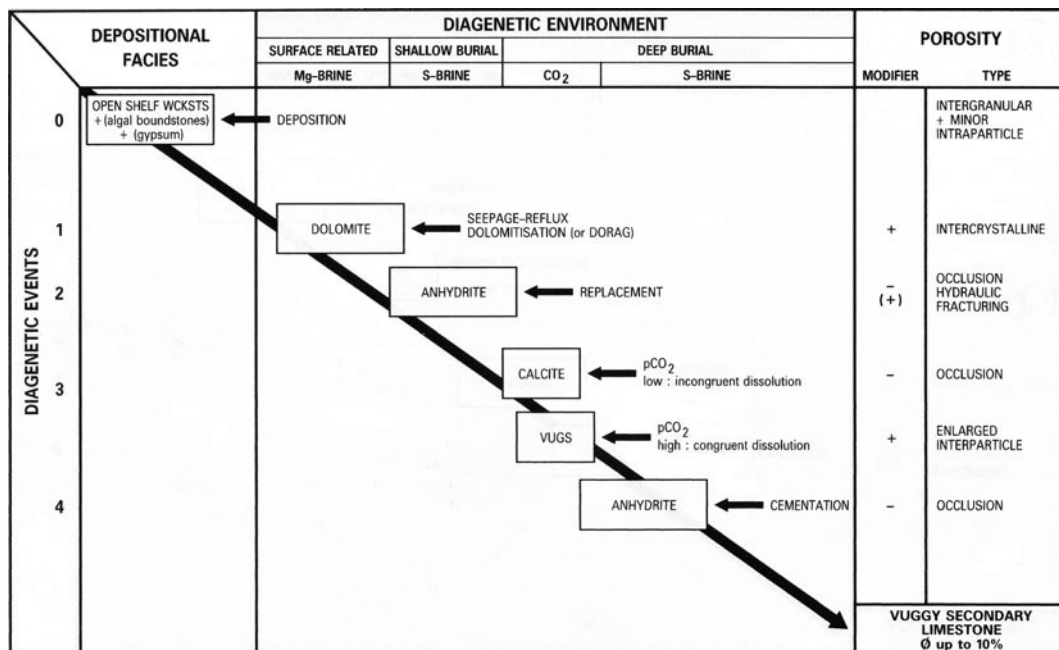 DEPOSITIONAL
FACIES
DIAGENETIC ENVIRONMENT
POROSITY
SURFACE RELATED
SHALLOW BURIAL
DEEP BURIAL
Mg-BRINE
S-BRINE
CO2
S-BRINE
MODIFIER
TYPE
DIAGENETIC EVENTS
0
OPEN SHELF WCKSTS
+ (algal boundstones)
+ (gypsum)
DEPOSITION
INTERGRANULAR
+ MINOR
INTRAPARTICLE
1
DOLOMITE
SEEPAGE-REFLUX
DOLOMITISATION (or DORAG)
+
INTERCRYSTALLINE
2
ANHYDRITE
REPLACEMENT
-
(+)
OCCLUSION
HYDRAULIC
FRACTURING
3
CALCITE
pCO2
low : incongruent dissolution
-
OCCLUSION
VUGS
pCO2
high : congruent dissolution
+
ENLARGED
INTERPARTICLE
4
ANHYDRITE
CEMENTATION
-
OCCLUSION
VUGGY SECONDARY
LIMESTONE
Ø up to 10%